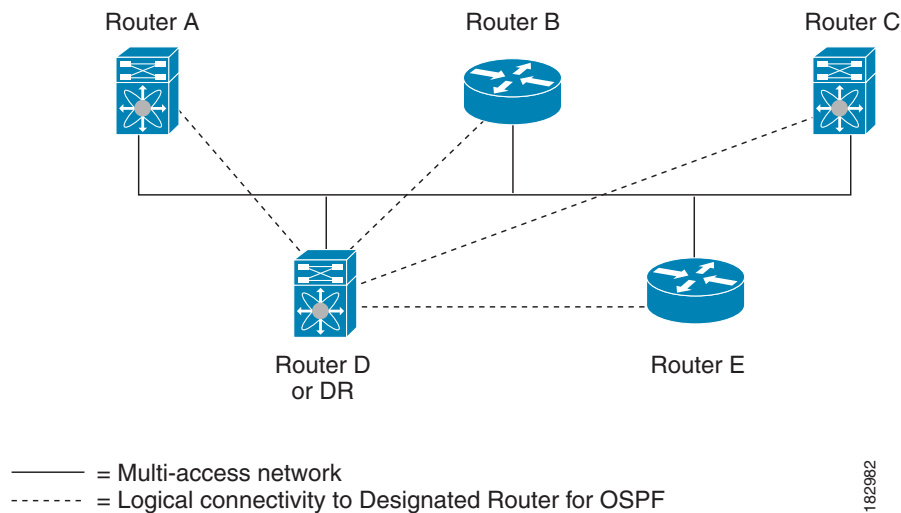 Router A
Router B
Router C
Router D
or DR
Router E
= Multi-access network
= Logical connectivity to Designated Router for OSPF
182982